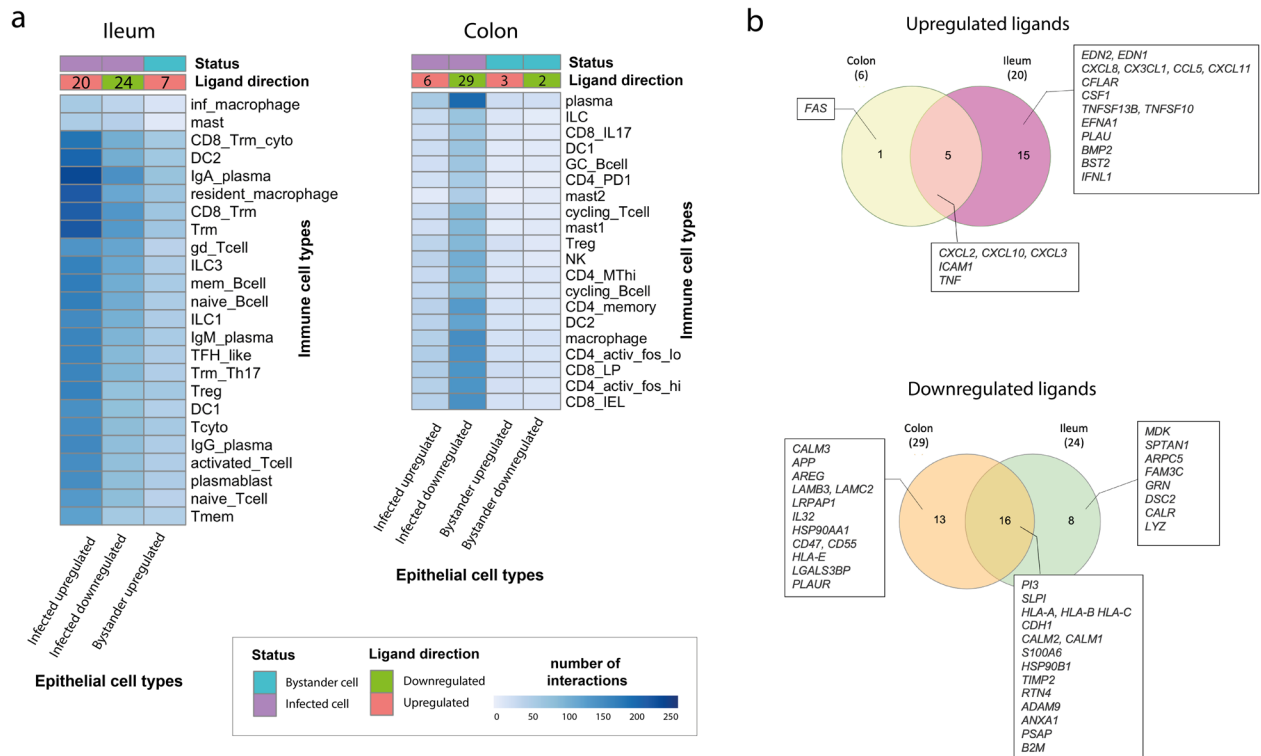 a
Ileum
Status
20 24 7 Ligand direction
inf_macrophage
mast
CD8_Trm_cyto
DC2
IgA_plasma
resident_macrophage
CD8_Trm
Trm
gd_Tcell
ILC3
mem_Bcell
naive_Bcell
ILC1
IgM_plasma
TFH_like
Trm_Th17
Treg
DC1
Tcyto
IgG_plasma
activated_Tcell
plasmablast
naive_Tcell
Tmem
Immune cell types
Infected upregulated
Infected downregulated
Bystander upregulated
Epithelial cell types
Colon
Status
6 29 3 2 Ligand direction
plasma
ILC
CD8_IL17
DC1
GC_Bcell
CD4_PD1
mast2
cycling_Tcell
mast1
Treg
NK
CD4_MThi
cycling_Bcell
CD4_memory
DC2
macrophage
CD4_activ_fos_lo
CD8_LP
CD4_activ_fos_hi
CD8_IEL
Immune cell types
Infected upregulated
Infected downregulated
Bystander upregulated
Bystander downregulated
Epithelial cell types
Status
Bystander cell
Infected cell
Ligand direction
Downregulated
Upregulated
number of
interactions
0 50 100 150 200 250
b
Upregulated ligands
Colon
(6)
Ileum
(20)
FAS
1
5
15
EDN2, EDN1
CXCL8, CX3CL1, CCL5, CXCL11
CFLAR
CSF1
TNFSF13B, TNFSF10
EFNA1
PLAU
BMP2
BST2
IFNL1
CXCL2, CXCL10, CXCL3
ICAM1
TNF
Downregulated ligands
Colon
(29)
Ileum
(24)
CALM3
APP
AREG
LAMB3, LAMC2
LRPAP1
IL32
HSP90AA1
CD47, CD55
HLA-E
LGALS3BP
PLAUR
13
16
8
MDK
SPTAN1
ARPC5
FAM3C
GRN
DSC2
CALR
LYZ
PI3
SLPI
HLA-A, HLA-B HLA-C
CDH1
CALM2, CALM1
S100A6
HSP90B1
TIMP2
RTN4
ADAM9
ANXA1
PSAP
B2M